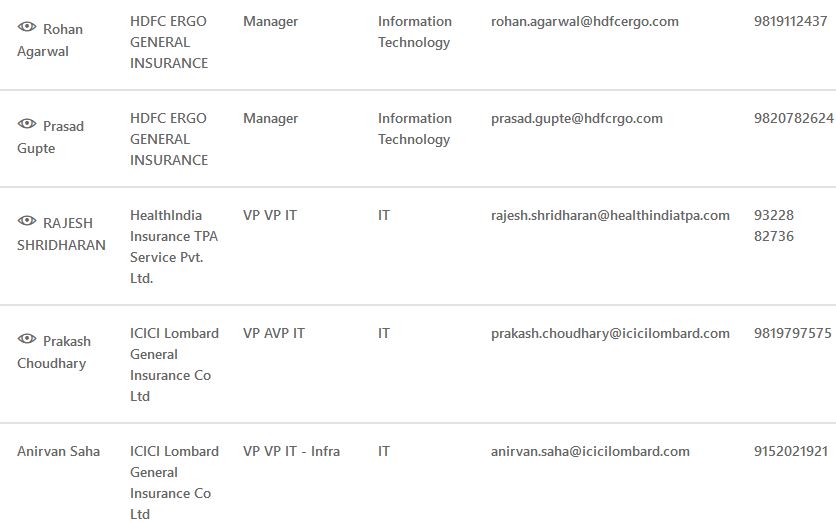 Rohan Agarwal HDFC ERGO GENERAL INSURANCE Manager Information Technology rohan.agarwal@hdfcergo.com 9819112437
Prasad Gupte HDFC ERGO GENERAL INSURANCE Manager Information Technology prasad.gupte@hdfcrgo.com 9820782624
RAJESH SHRIDHARAN HealthIndia Insurance TPA Service Pvt. Ltd. VP VP IT IT rajesh.shridharan@healthindiatpa.com 93228 82736
Prakash Choudhary ICICI Lombard General Insurance Co Ltd VP AVP IT IT prakash.choudhary@icicilombard.com 9819797575
Anirvan Saha ICICI Lombard General Insurance Co Ltd VP VP IT - Infra IT anirvan.saha@icicilombard.com 9152021921